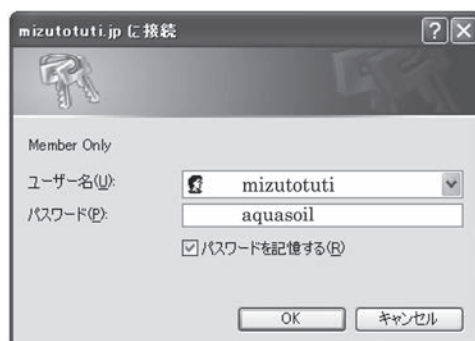 mizutotuti.jp に接続
Member Only
ユーザー名(U): mizutotuti
パスワード(P): aquasoil
パスワードを記憶する(R)
OK キャンセル